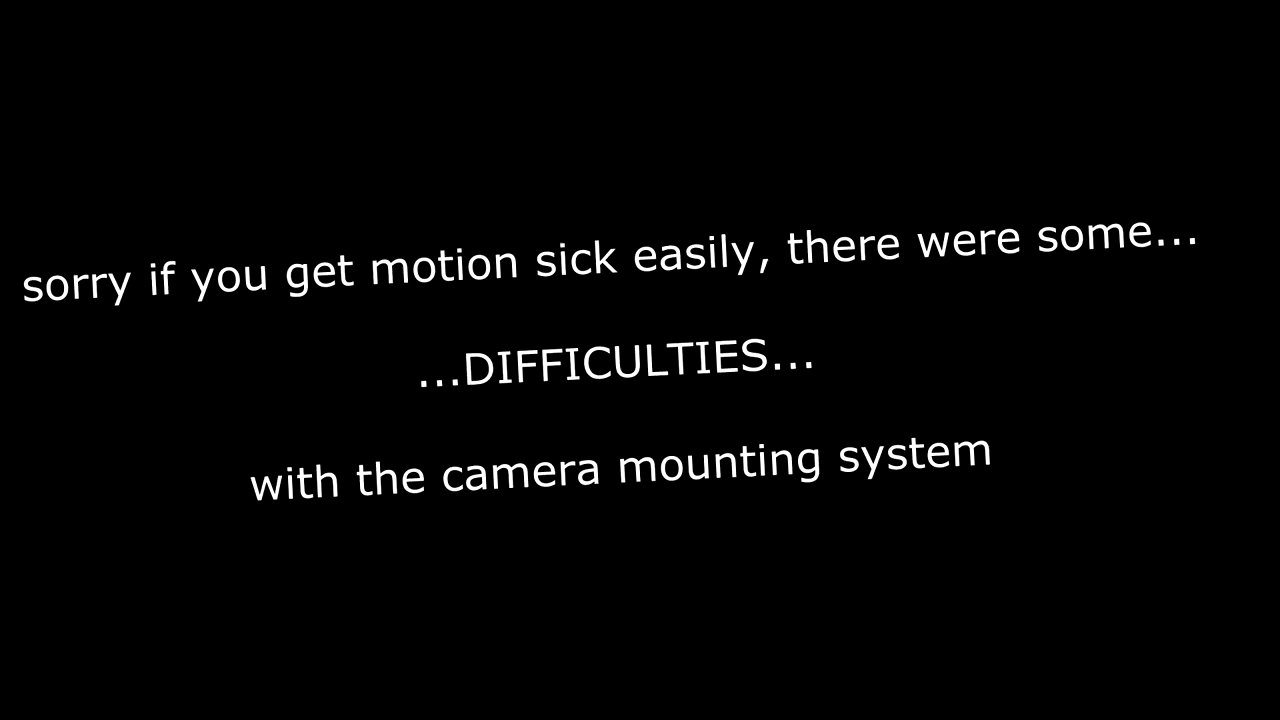 sorry if you get motion sick easily, there were some...
...DIFFICULTIES...
with the camera mounting system